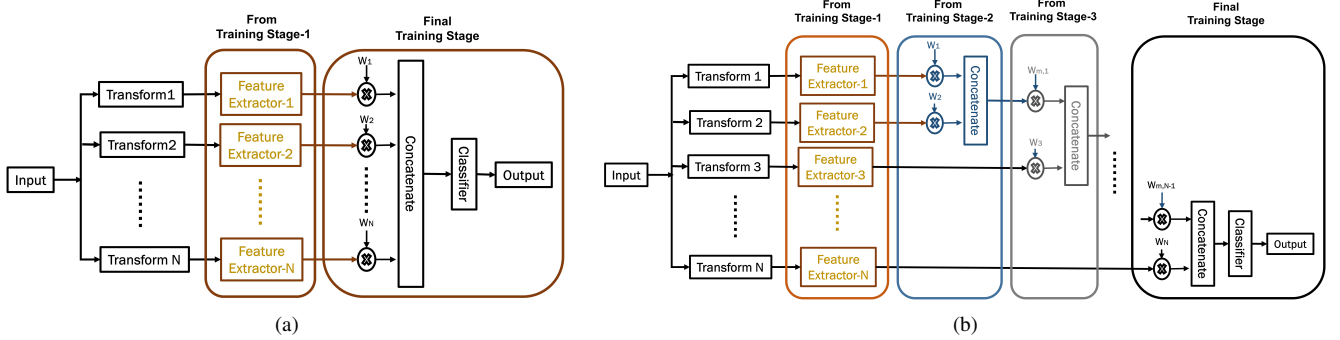 From
Training Stage-1
Final
Training Stage
Input
Transform1
Transform2
Transform N
Feature
Extractor-1
Feature
Extractor-2
Feature
Extractor-N
W1
W2
WN
Concatenate
Classifier
Output
(a)
From
Training Stage-1
From
Training Stage-2
From
Training Stage-3
Final
Training Stage
Input
Transform 1
Transform 2
Transform 3
Transform N
Feature
Extractor-1
Feature
Extractor-2
Feature
Extractor-3
Feature
Extractor-N
W1
W2
Concatenate
Wm,1
W3
Concatenate
Wm,N-1
WN
Concatenate
Classifier
Output
(b)